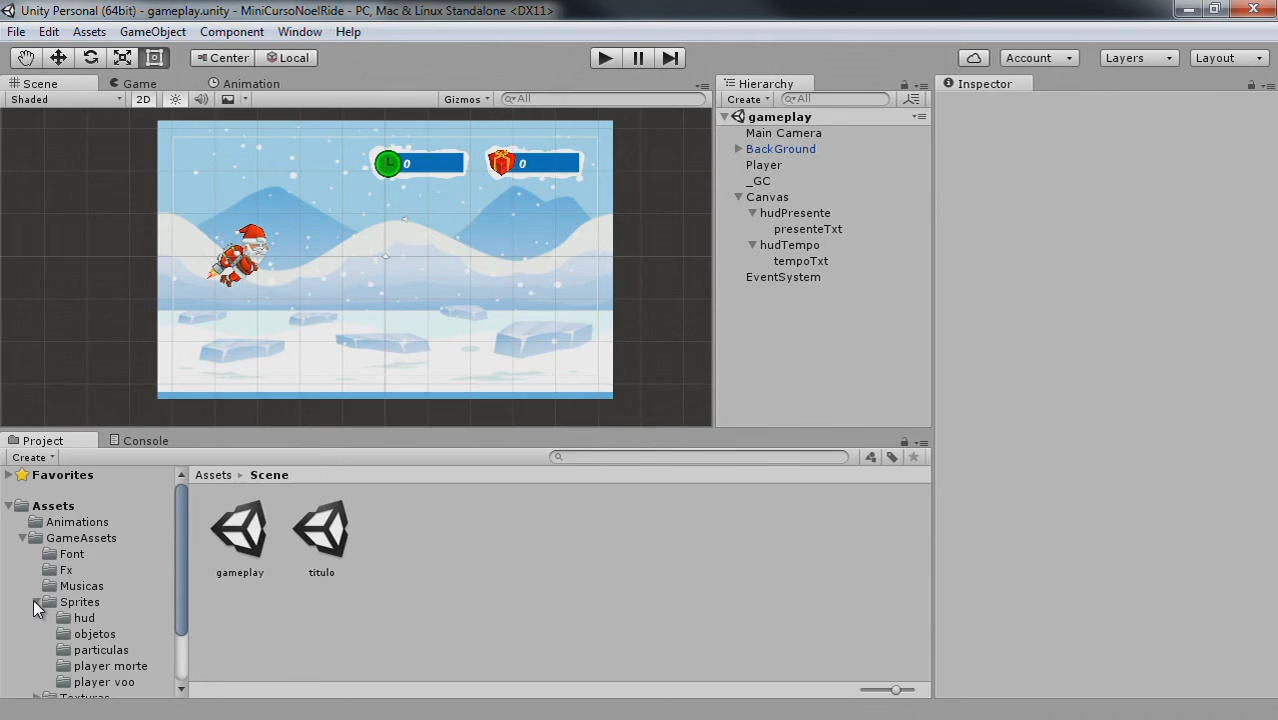 Unity Personal (64bit) - gameplay.unity - MiniCursoNoelRide - PC, Mac & Linux Standalone <DX11>
File Edit Assets GameObject Component Window Help
Center Local Account Layers Layout
Scene Game Animation
Shaded 2D Gizmos All
0 0
Hierarchy
Create All
gameplay
Main Camera
BackGround
Player
_GC
Canvas
hudPresente
presenteTxt
hudTempo
tempoTxt
EventSystem
Inspector
Project Console
Create
Favorites
Assets
Animations
GameAssets
Font
Fx
Musicas
Sprites
hud
objetos
particulas
player morte
player voo
Texturas
Assets Scene
gameplay titulo